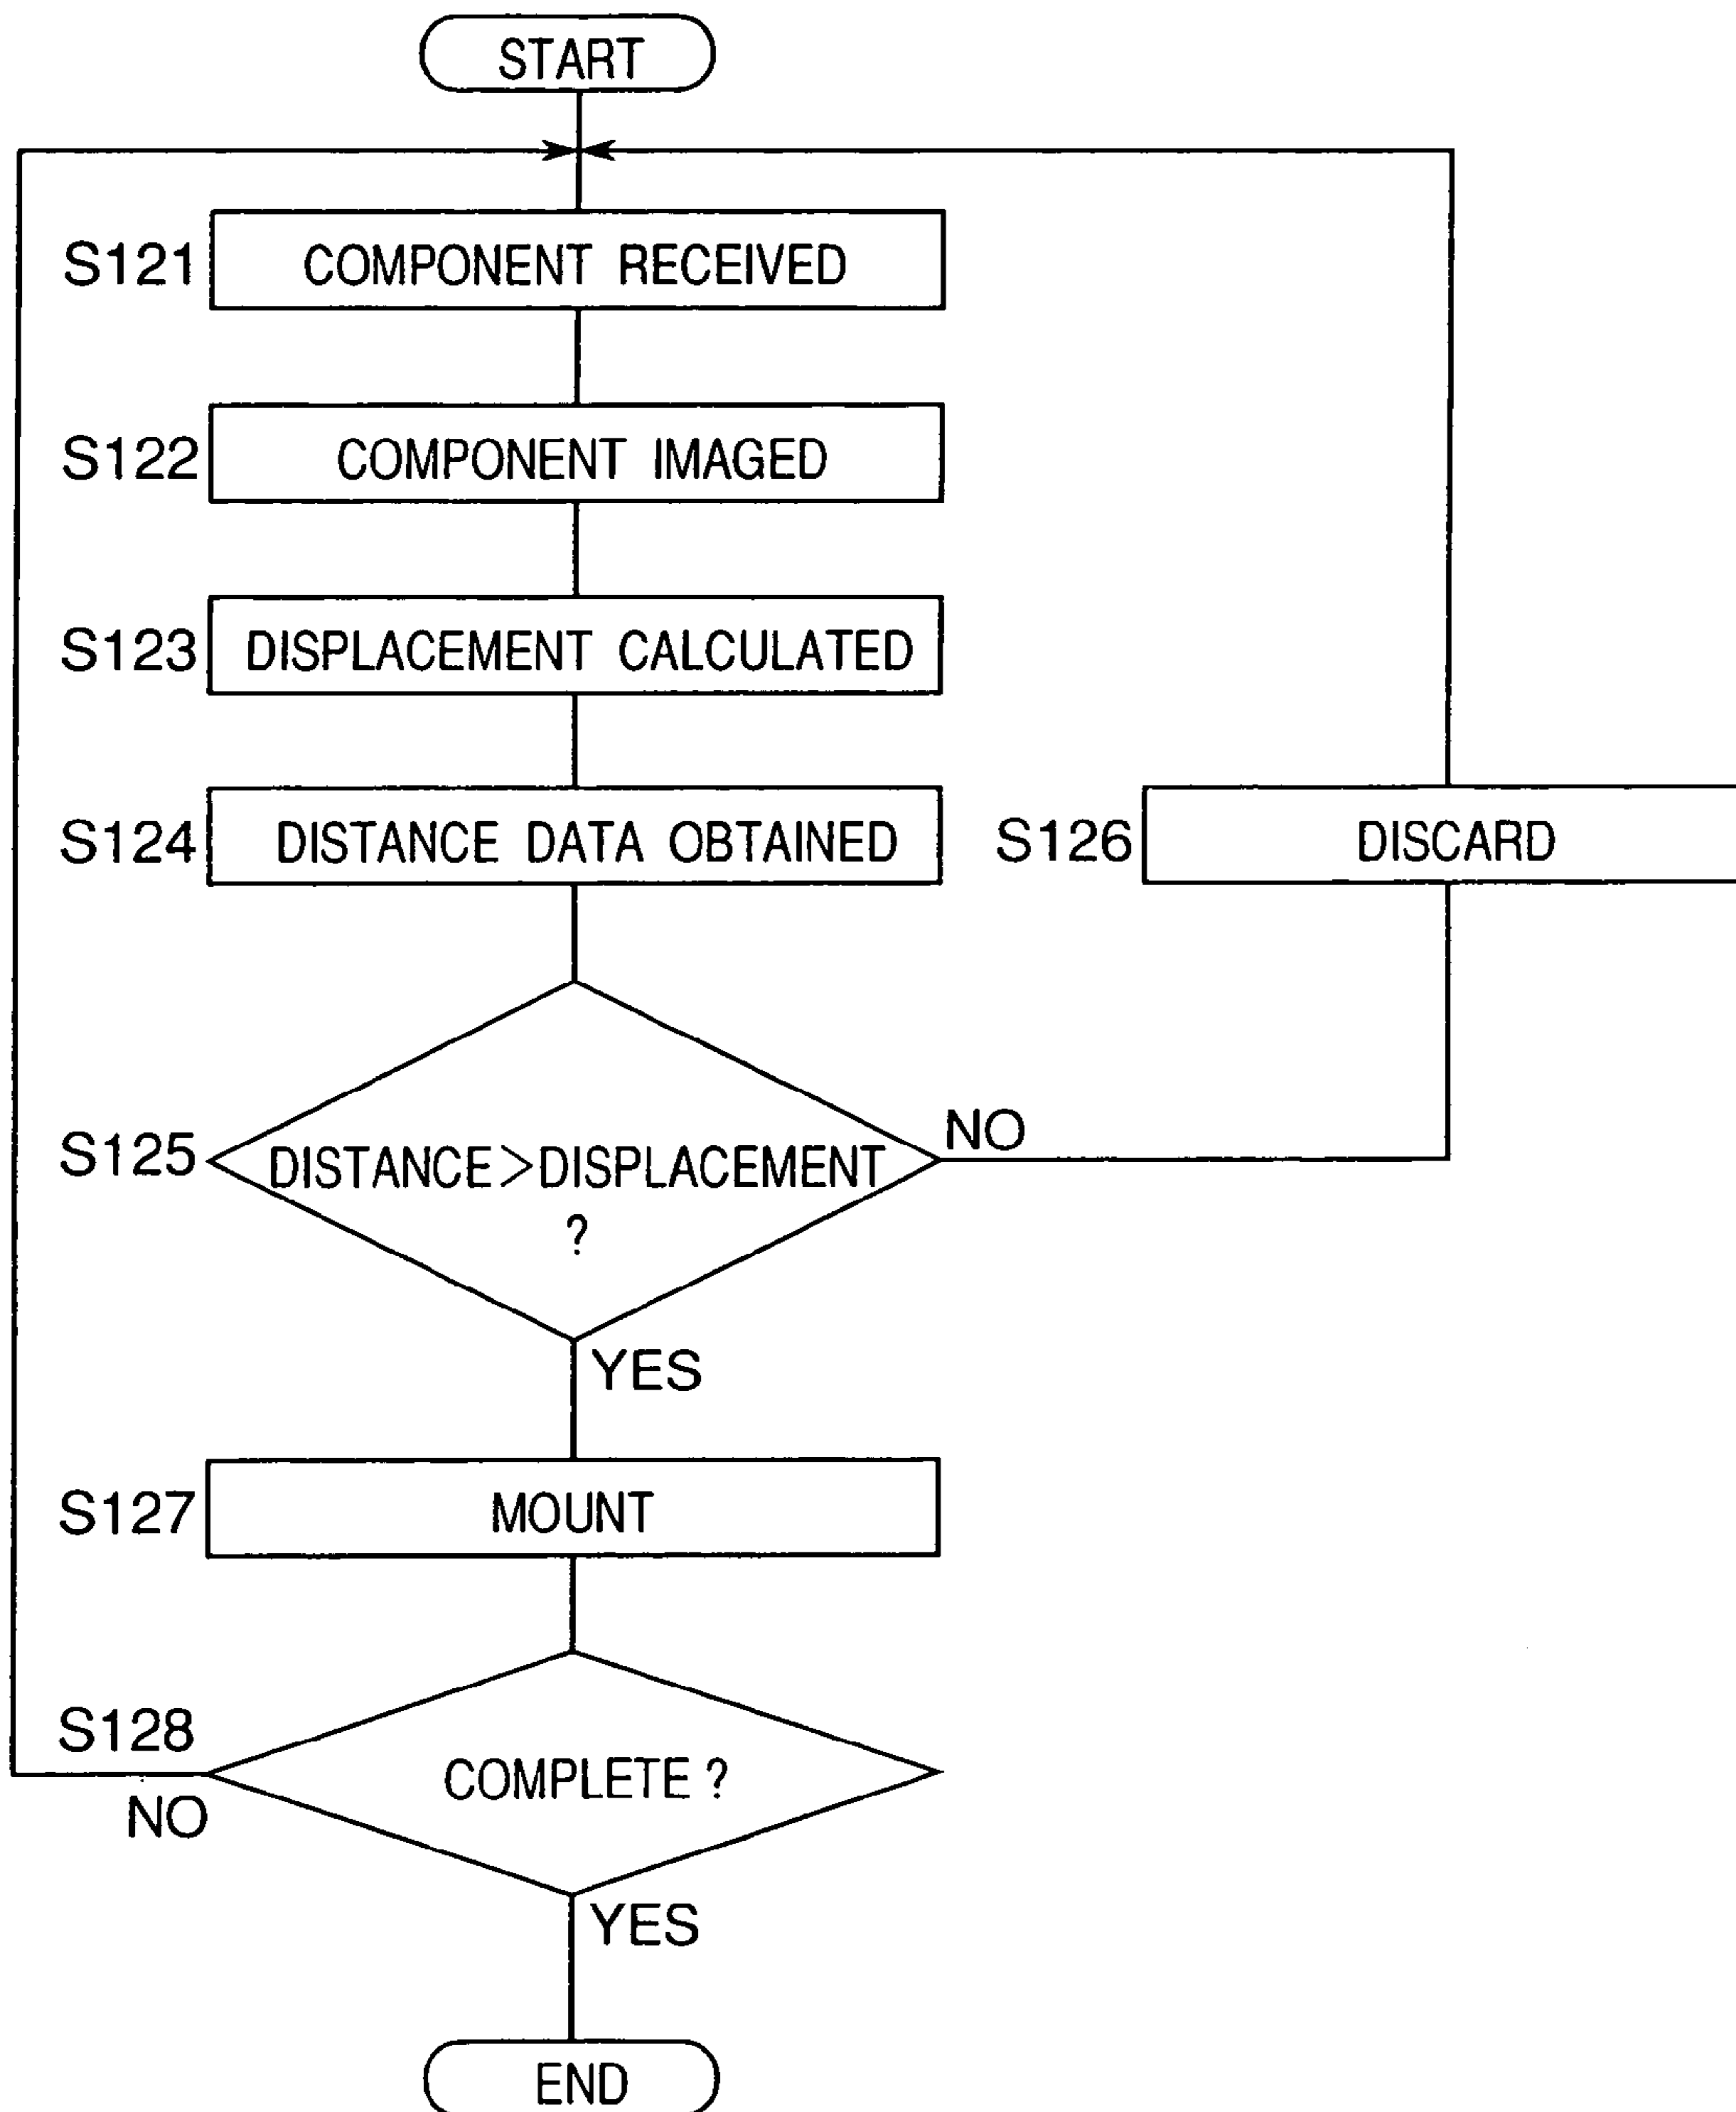 START
S121 COMPONENT RECEIVED
S122 COMPONENT IMAGED
S123 DISPLACEMENT CALCULATED
S124 DISTANCE DATA OBTAINED
S126 DISCARD
S125 DISTANCE>DISPLACEMENT
?
NO
YES
S127 MOUNT
S128 COMPLETE ?
NO
YES
END